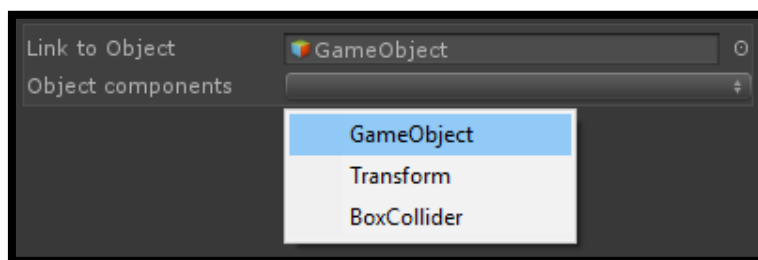 Link to Object GameObject
Object components
GameObject
Transform
BoxCollider